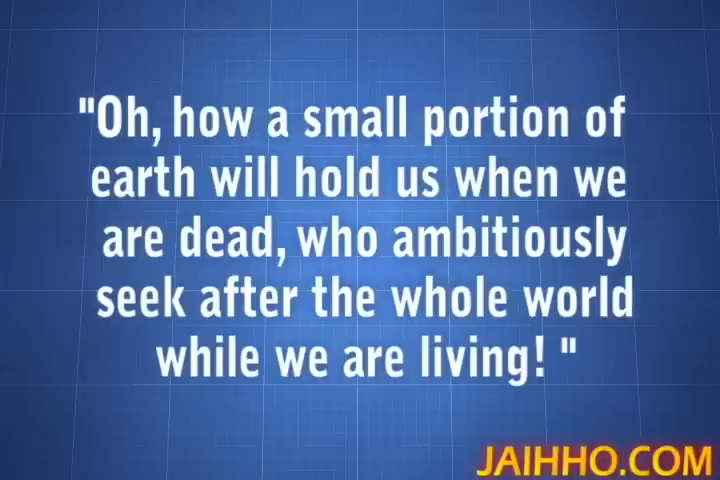 "Oh, how a small portion of
earth will hold us when we
are dead, who ambitiously
seek after the whole world
while we are living! "
JAIHHO.COM